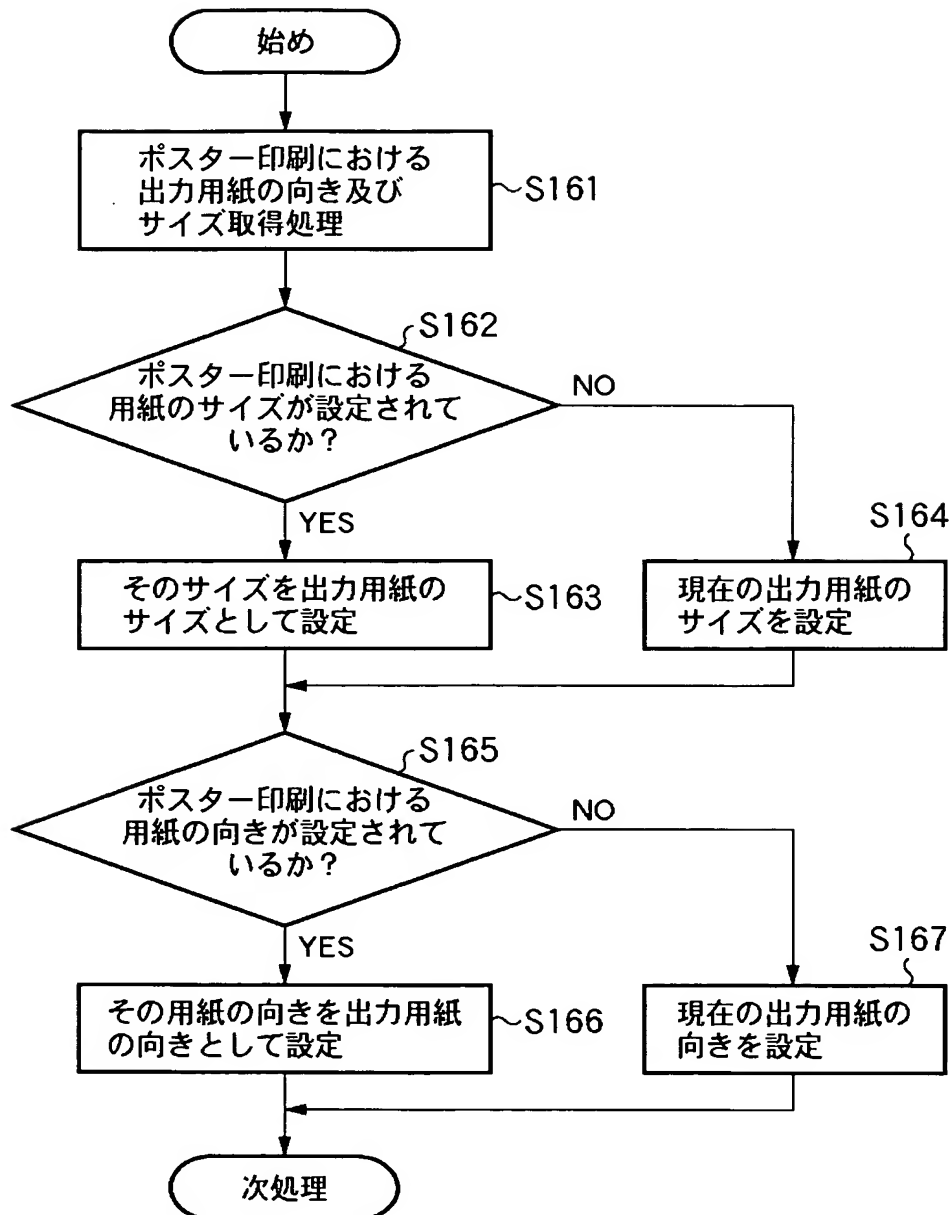 始め
ポスター印刷における
出力用紙の向き及び
サイズ取得処理
S161
S162
ポスター印刷における
用紙のサイズが設定されて
いるか？
NO
YES
S164
そのサイズを出力用紙の
サイズとして設定
S163
現在の出力用紙の
サイズを設定
S165
ポスター印刷における
用紙の向きが設定されて
いるか？
NO
YES
S167
その用紙の向きを出力用紙
の向きとして設定
S166
現在の出力用紙の
向きを設定
次処理